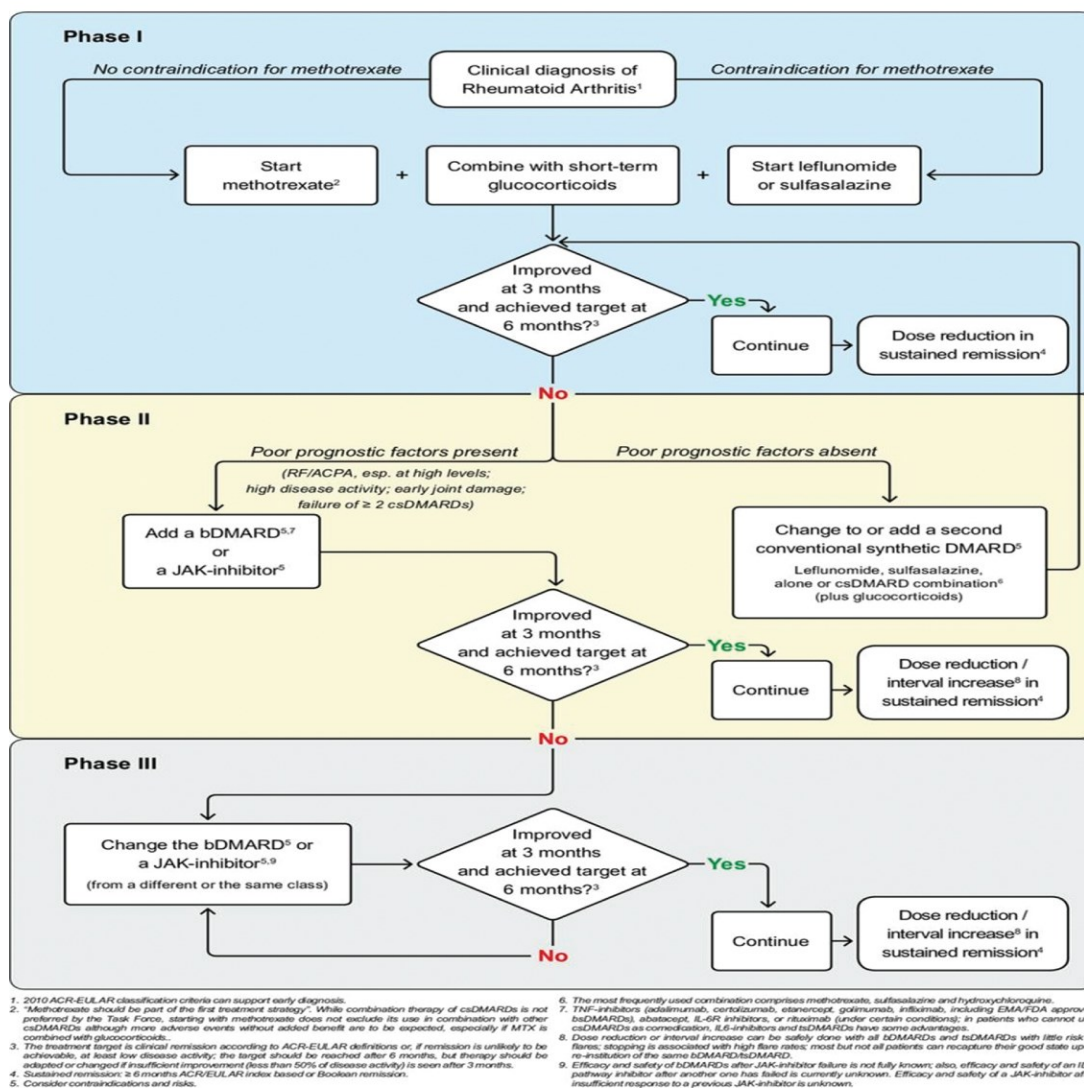 Phase I
No contraindication for methotrexate
Clinical diagnosis of
Rheumatoid Arthritis¹
Contraindication for methotrexate
Start
methotrexate²
+
Combine with short-term
glucocorticoids
+
Start leflunomide
or sulfasalazine
Improved
at 3 months
and achieved target at
6 months?³
Yes
Continue
Dose reduction in
sustained remission⁴
No
Phase II
Poor prognostic factors present
(RF/ACPA, esp. at high levels;
high disease activity; early joint damage;
failure of ≥ 2 csDMARDs)
Poor prognostic factors absent
Add a bDMARD⁵,⁷
or
a JAK-inhibitor⁵
Change to or add a second
conventional synthetic DMARD⁵
Leflunomide, sulfasalazine,
alone or csDMARD combination⁶
(plus glucocorticoids)
Improved
at 3 months
and achieved target at
6 months?³
Yes
Continue
Dose reduction /
interval increase⁸ in
sustained remission⁴
No
Phase III
Change the bDMARD⁵ or
a JAK-inhibitor⁵,⁹
(from a different or the same class)
Improved
at 3 months
and achieved target at
6 months?³
Yes
Continue
Dose reduction /
interval increase⁸ in
sustained remission⁴
No
1. 2010 ACR-EULAR classification criteria can support early diagnosis.
2. "Methotrexate should be part of the first treatment strategy". While combination therapy of csDMARDs is not
preferred by the Task Force, starting with methotrexate does not exclude its use in combination with other
csDMARDs although more adverse events without added benefit are to be expected, especially if MTX is
combined with glucocorticoids..
3. The treatment target is clinical remission according to ACR-EULAR definitions or, if remission is unlikely to be
achievable, at least low disease activity; the target should be reached after 6 months, but therapy should be
adapted or changed if insufficient improvement (less than 50% of disease activity) is seen after 3 months.
4. Sustained remission: ≥ 6 months ACR/EULAR index based or Boolean remission.
5. Consider contraindications and risks.
6. The most frequently used combination comprises methotrexate, sulfasalazine and hydroxychloroquine.
7. TNF-inhibitors (adalimumab, certolizumab, etanercept, golimumab, infliximab, including EMA/FDA approv
bsDMARDs), abatacept, IL-6R inhibitors, or rituximab (under certain conditions); in patients who cannot u
csDMARDs as comedication, IL6-inhibitors and tsDMARDs have some advantages.
8. Dose reduction or interval increase can be safely done with all bDMARDs and tsDMARDs with little risk
flares; stopping is associated with high flare rates; most but not all patients can recapture their good state up
re-institution of the same bDMARD/tsDMARD.
9. Efficacy and safety of bDMARDs after JAK-inhibitor failure is not fully known; also, efficacy and safety of an I
pathway inhibitor after another one has failed is currently unknown. Efficacy and safety of a JAK-inhibitor a
insufficient response to a previous JAK-inhibitor is unknown.